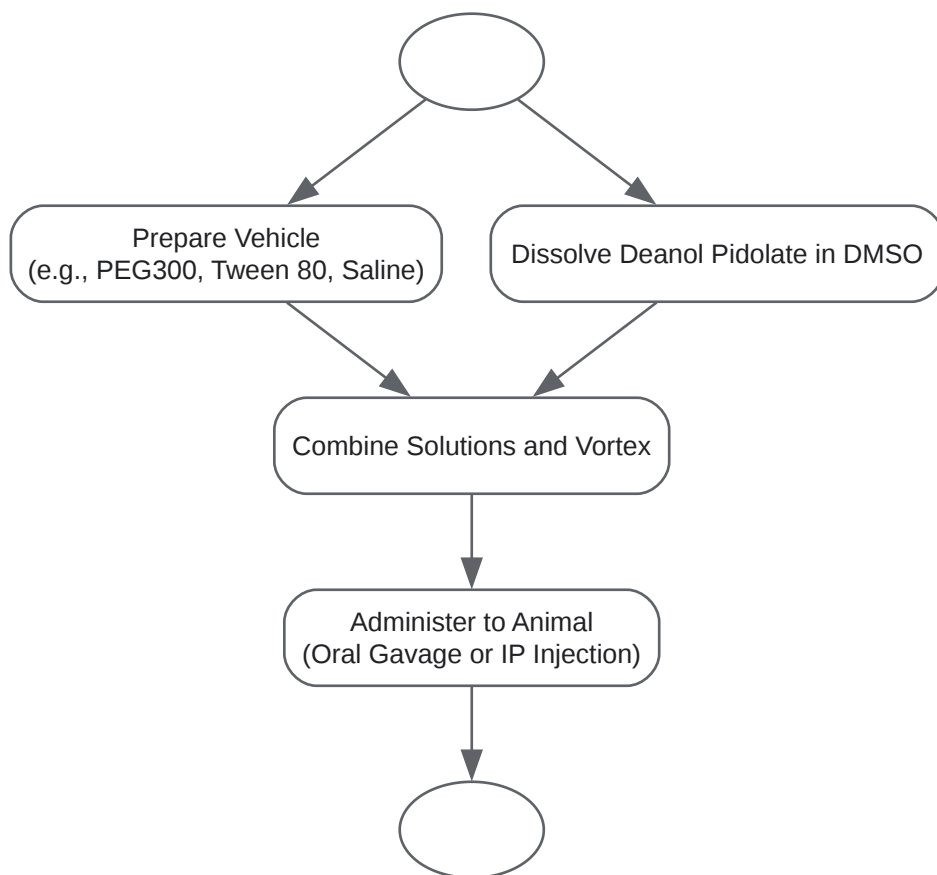 Prepare Vehicle
(e.g., PEG300, Tween 80, Saline)
Dissolve Deanol Pidolate in DMSO
Combine Solutions and Vortex
Administer to Animal
(Oral Gavage or IP Injection)